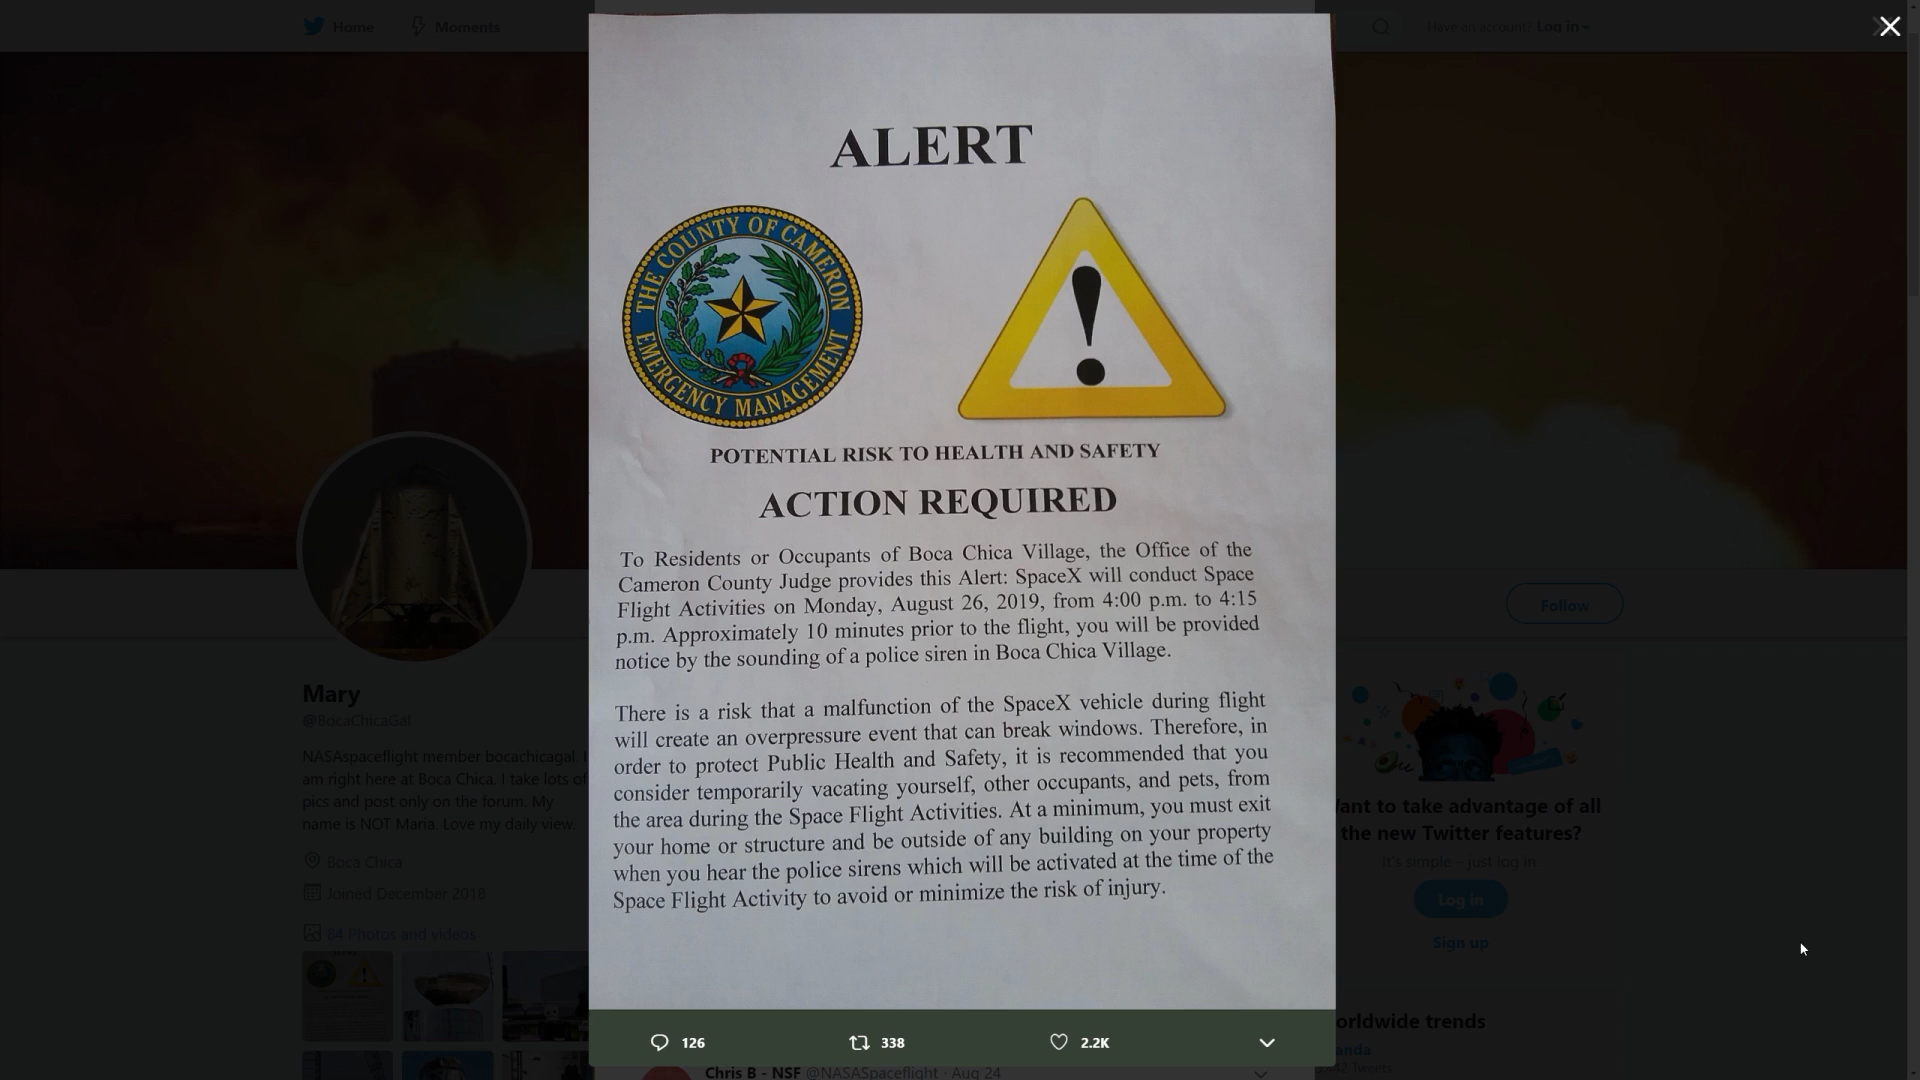 Home
Moments
Have an account? Log in
ALERT
THE COUNTY OF CAMERON
EMERGENCY MANAGEMENT
POTENTIAL RISK TO HEALTH AND SAFETY
ACTION REQUIRED
To Residents or Occupants of Boca Chica Village, the Office of the
Cameron County Judge provides this Alert: SpaceX will conduct Space
Flight Activities on Monday, August 26, 2019, from 4:00 p.m. to 4:15
p.m. Approximately 10 minutes prior to the flight, you will be provided
notice by the sounding of a police siren in Boca Chica Village.
There is a risk that a malfunction of the SpaceX vehicle during flight
will create an overpressure event that can break windows. Therefore, in
order to protect Public Health and Safety, it is recommended that you
consider temporarily vacating yourself, other occupants, and pets, from
the area during the Space Flight Activities. At a minimum, you must exit
your home or structure and be outside of any building on your property
when you hear the police sirens which will be activated at the time of the
Space Flight Activity to avoid or minimize the risk of injury.
126
338
2.2K
Mary
@BocaChicaGal
NASAspaceflight member bocachicagal. I
am right here at Boca Chica. I take lots of
pics and post only on the forum. My
name is NOT Maria. Love my daily view.
Boca Chica
Joined December 2018
84 Photos and videos
Follow
ant to take advantage of all
the new Twitter features?
It's simple – just log in
Log in
Sign up
orldwide trends
Tweets
Chris B - NSF @NASASpaceflight · Aug 24